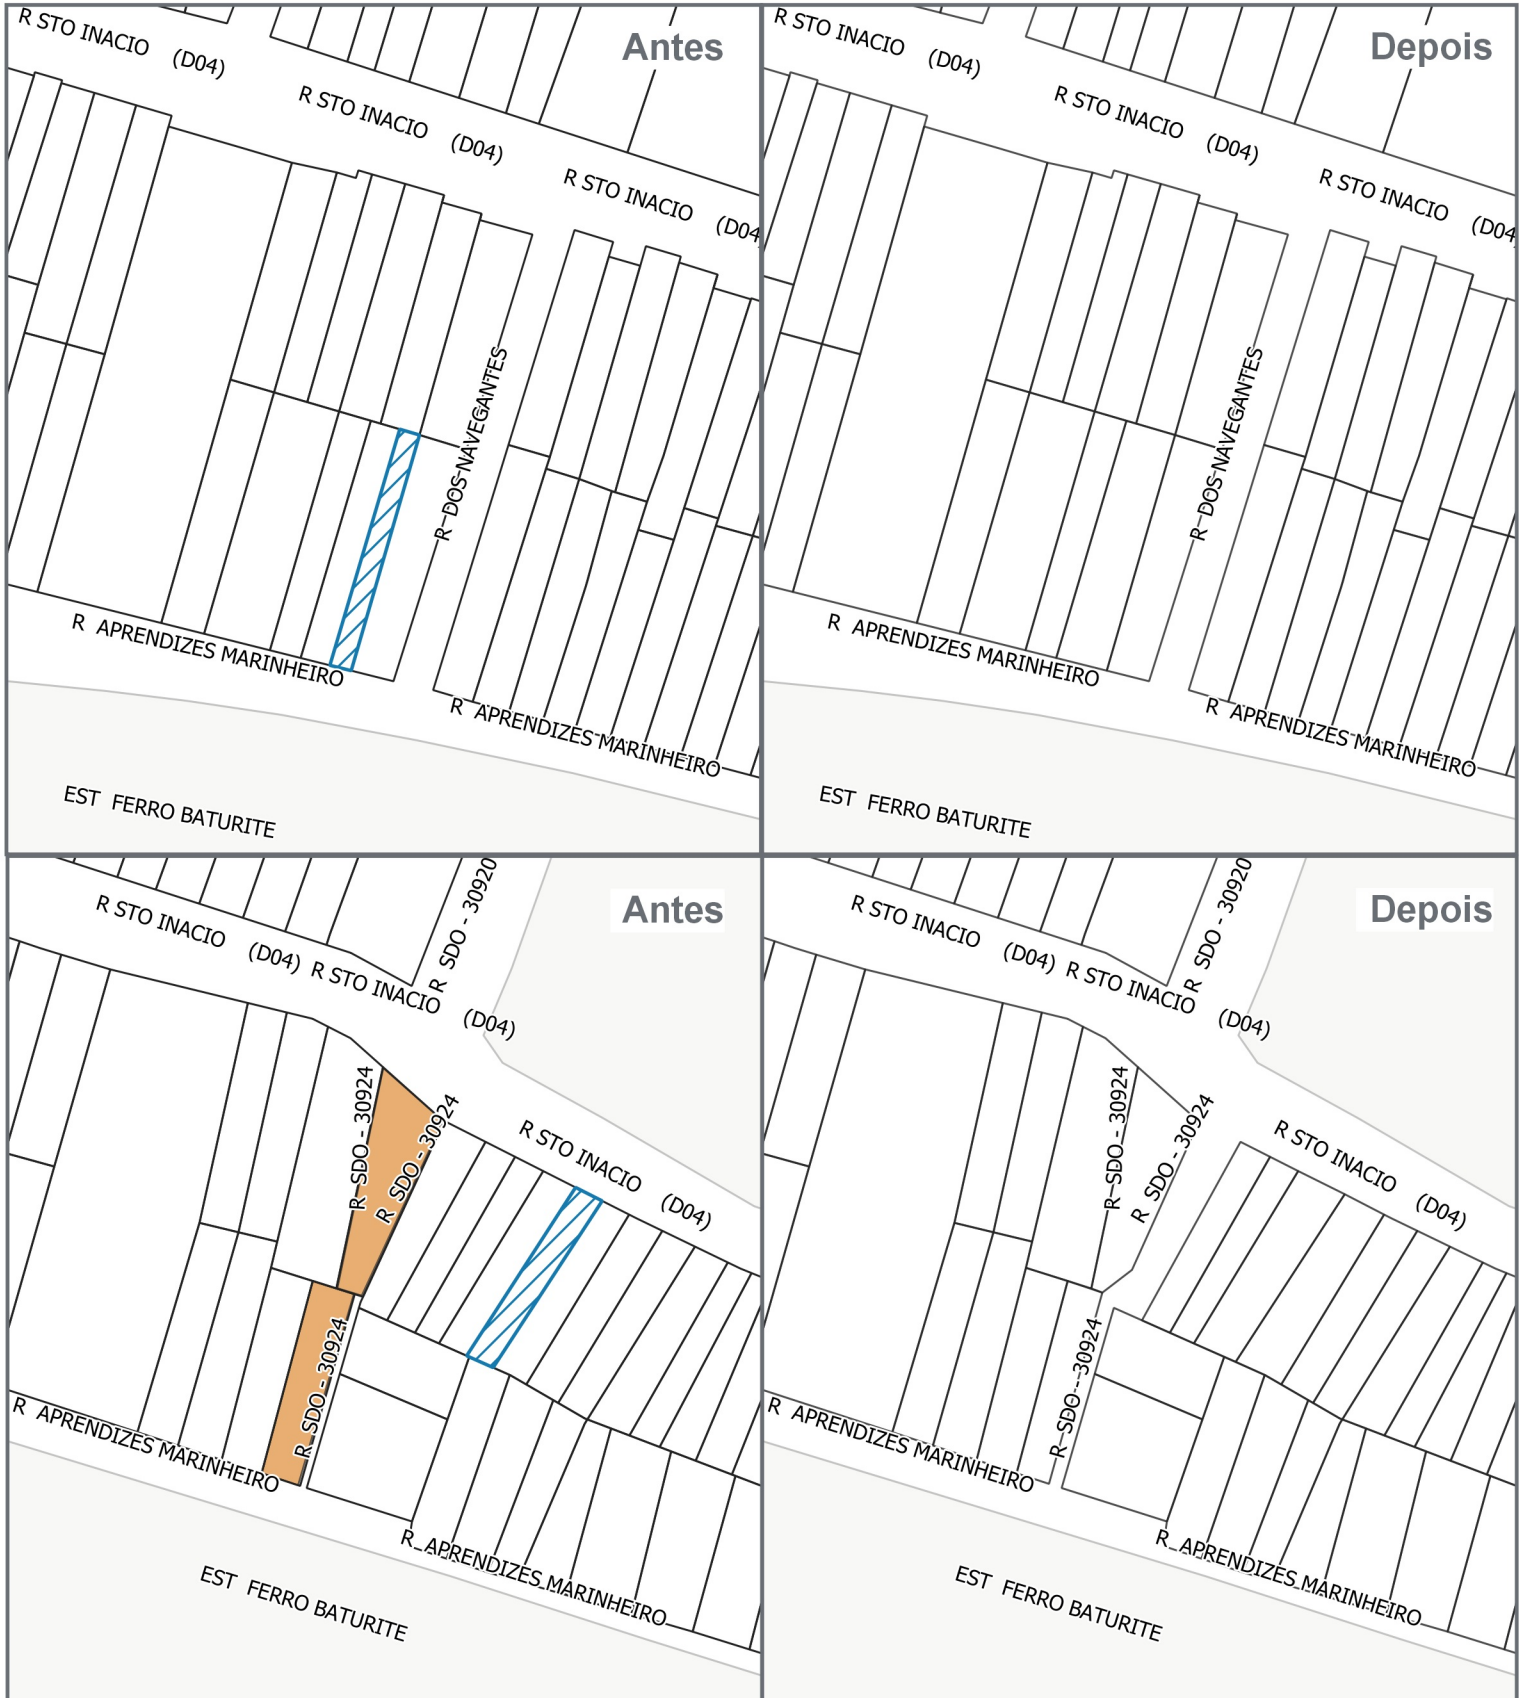 R STO INACIO (D04)
Antes
R STO INACIO (D04)
R STO INACIO (D04
R DOS NAVEGANTES
R APRENDIZES MARINHEIRO
R APRENDIZES MARINHEIRO
EST FERRO BATURITE
R STO INACIO (D04)
Depois
R STO INACIO (D04)
R STO INACIO (D04
R DOS NAVEGANTES
R APRENDIZES MARINHEIRO
R APRENDIZES MARINHEIRO
EST FERRO BATURITE
R SDO - 30920
Antes
R STO INACIO (D04)
R STO INACIO (D04)
R SDO - 30924
R SDO - 30924
R STO INACIO (D04)
R SDO - 30924
R APRENDIZES MARINHEIRO
R APRENDIZES MARINHEIRO
EST FERRO BATURITE
R SDO - 30920
Depois
R STO INACIO (D04)
R STO INACIO (D04)
R SDO - 30924
R SDO - 30924
R STO INACIO (D04)
R SDO - 30924
R APRENDIZES MARINHEIRO
R APRENDIZES MARINHEIRO
EST FERRO BATURITE